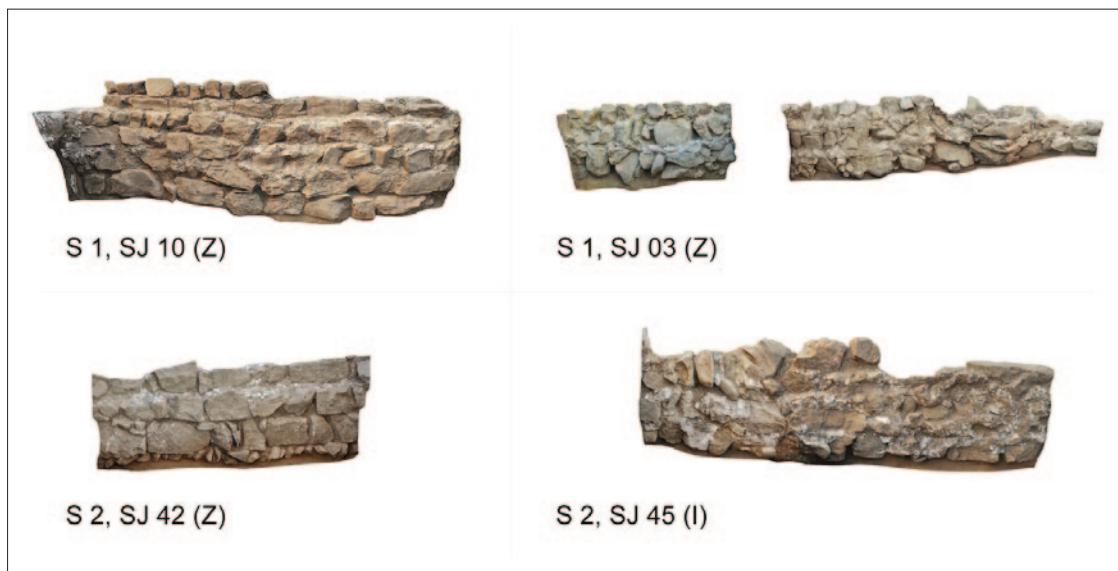 S 1, SJ 10 (Z)
S 1, SJ 03 (Z)
S 2, SJ 42 (Z)
S 2, SJ 45 (I)